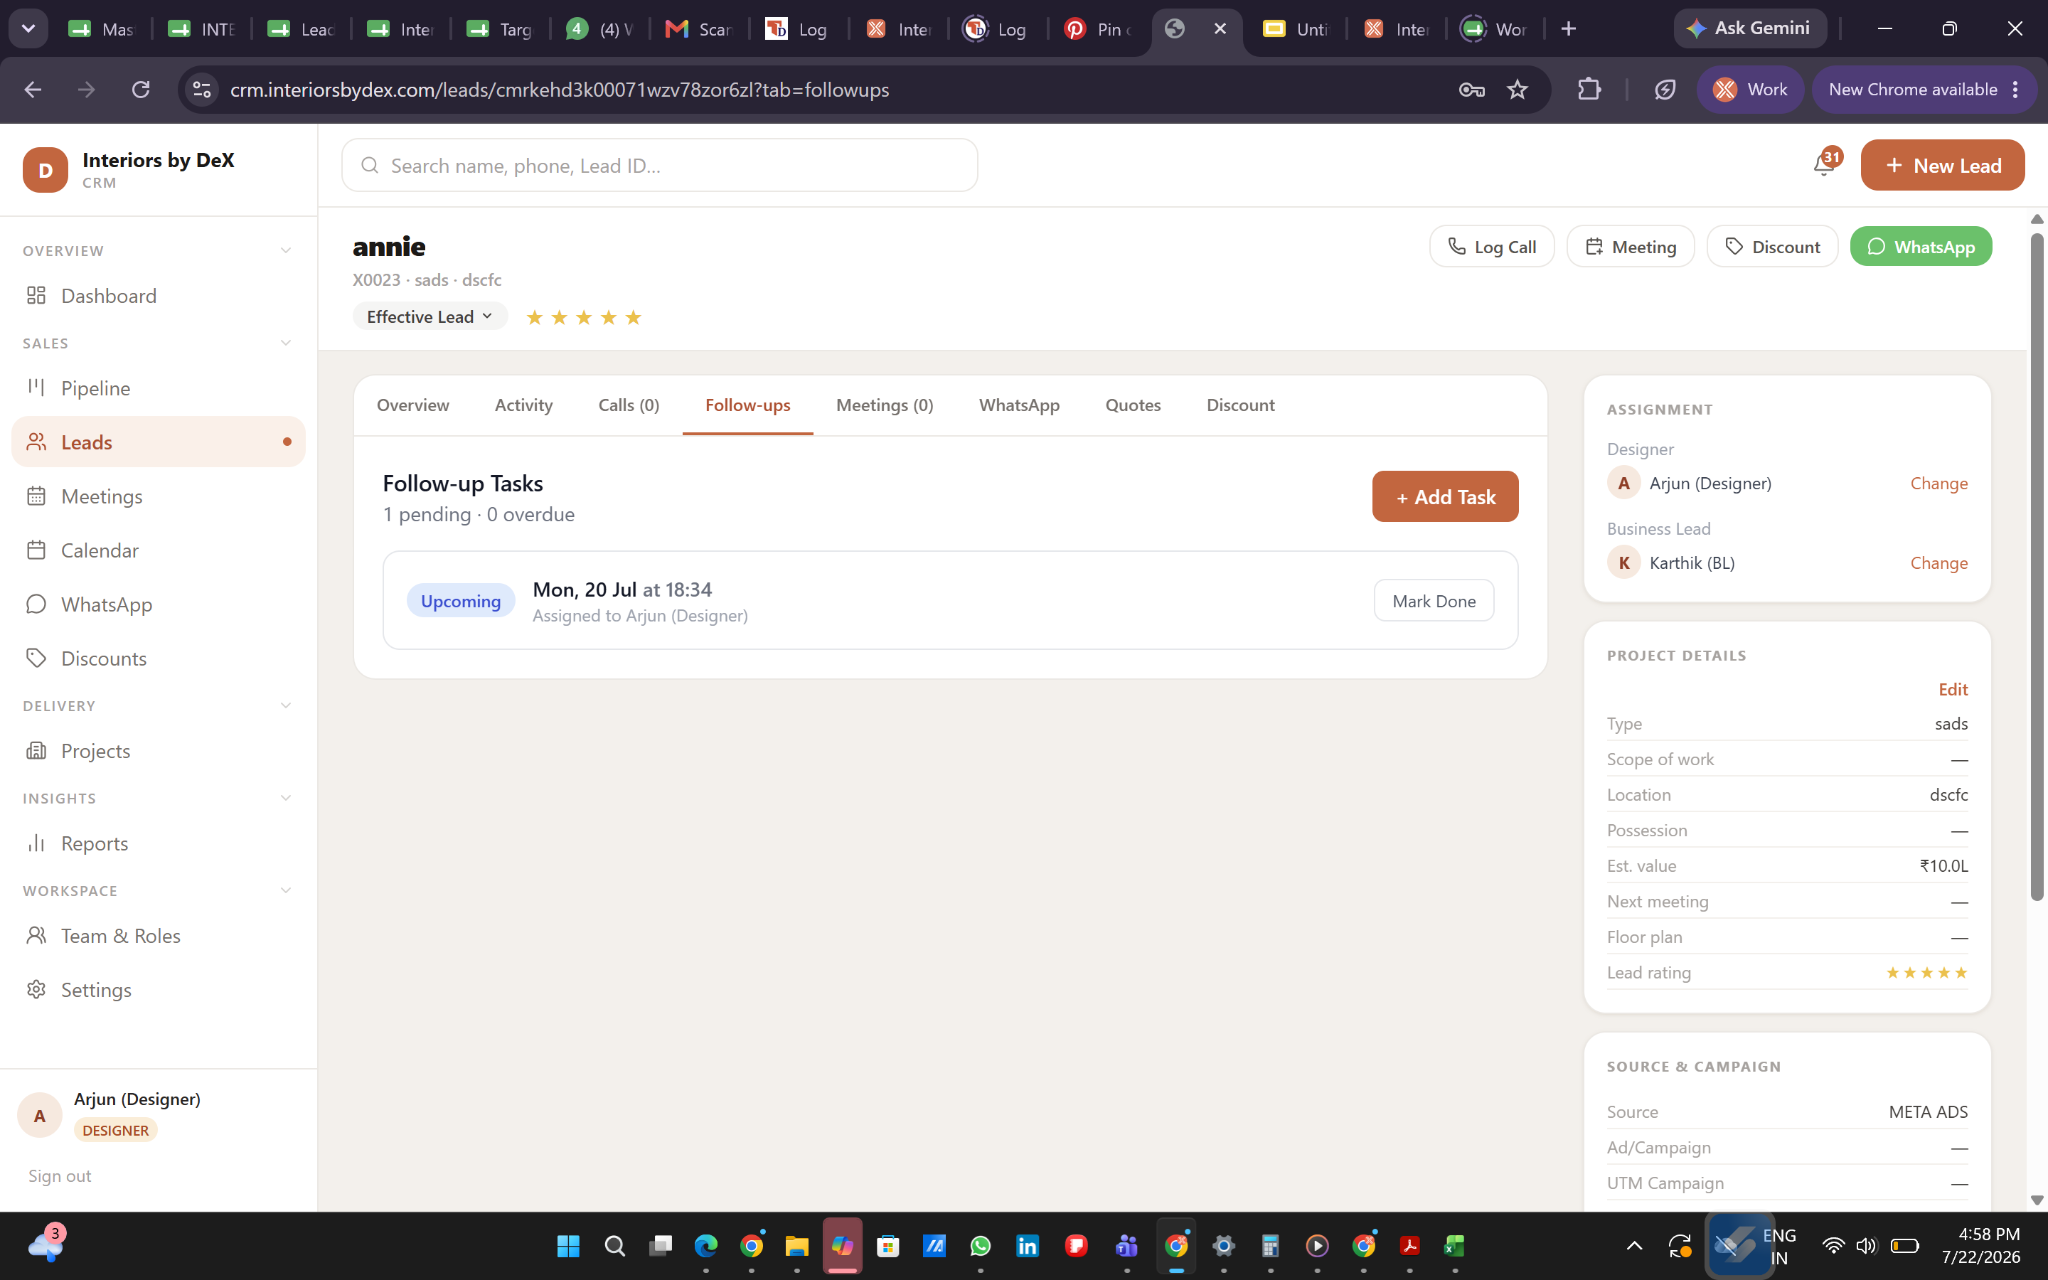 Mas
INTE
Lead
Inter
Targ
4
(4) V
Scan
Log
Inter
Log
Pin c
Unti
Inter
Wor
Ask Gemini
crm.interiorsbydex.com/leads/cmrkehd3k00071wzv78zor6zl?tab=followups
Work
New Chrome available
D
Interiors by DeX
CRM
Search name, phone, Lead ID...
31
+ New Lead
OVERVIEW
Dashboard
SALES
Pipeline
Leads
Meetings
Calendar
WhatsApp
Discounts
DELIVERY
Projects
INSIGHTS
Reports
WORKSPACE
Team & Roles
Settings
A
Arjun (Designer)
DESIGNER
Sign out
annie
X0023 · sads · dscfc
Effective Lead
Log Call
Meeting
Discount
WhatsApp
Overview
Activity
Calls (0)
Follow-ups
Meetings (0)
WhatsApp
Quotes
Discount
Follow-up Tasks
1 pending · 0 overdue
+ Add Task
Upcoming
Mon, 20 Jul at 18:34
Assigned to Arjun (Designer)
Mark Done
ASSIGNMENT
Designer
A Arjun (Designer) Change
Business Lead
K Karthik (BL) Change
PROJECT DETAILS
Edit
Type sads
Scope of work —
Location dscfc
Possession —
Est. value ₹10.0L
Next meeting —
Floor plan —
Lead rating
SOURCE & CAMPAIGN
Source META ADS
Ad/Campaign —
UTM Campaign —
3
ENG
IN
4:58 PM
7/22/2026